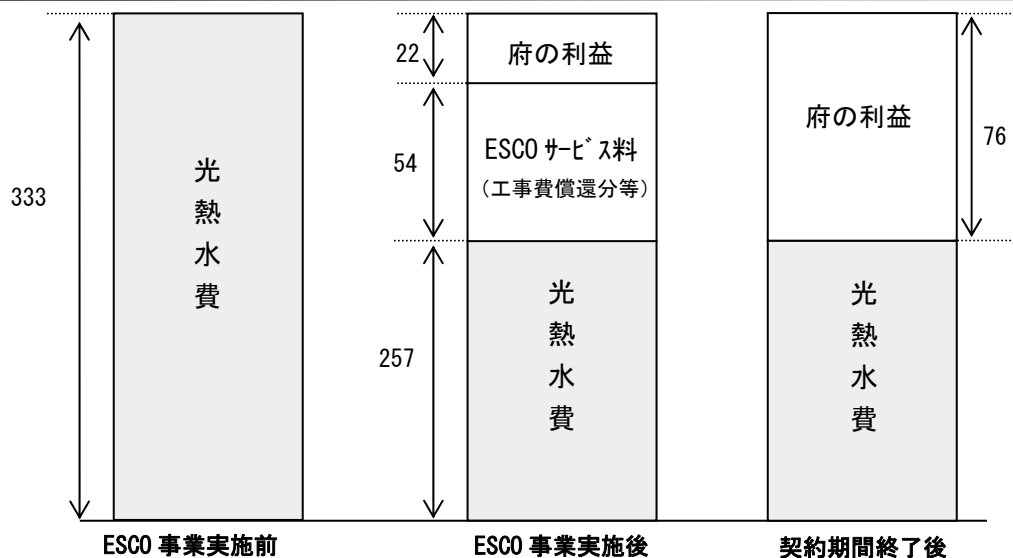 333
光熱水費
ESCO 事業実施前
22
府の利益
54
ESCO ｻｰﾋﾞｽ料
（工事費償還分等）
257
光熱水費
ESCO 事業実施後
府の利益
76
光熱水費
契約期間終了後